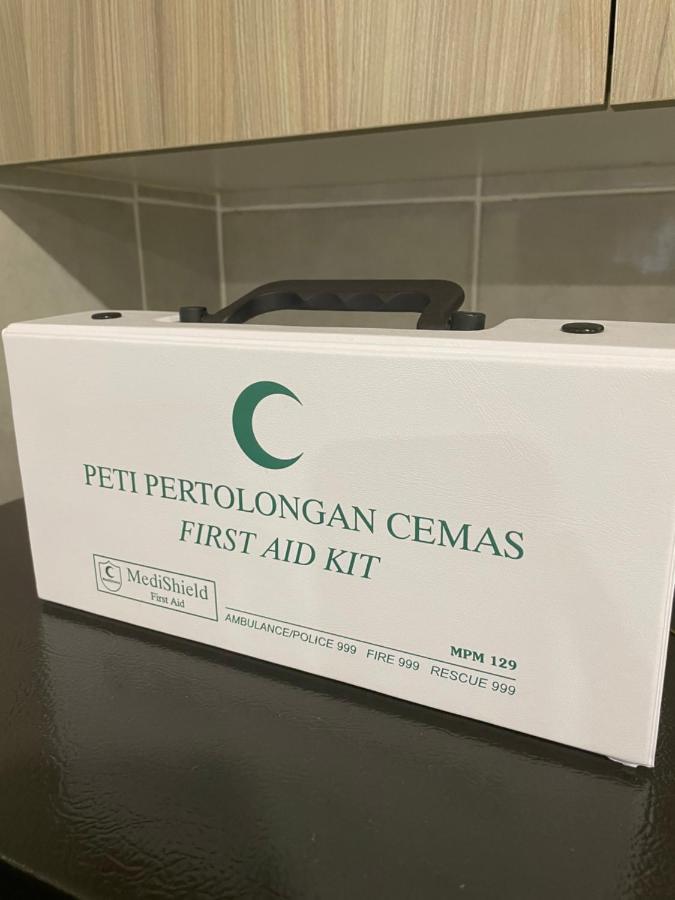 PETI PERTOLONGAN CEMAS
FIRST AID KIT
MediShield
First Aid
MPM 129
AMBULANCE/POLICE 999 FIRE 999 RESCUE 999